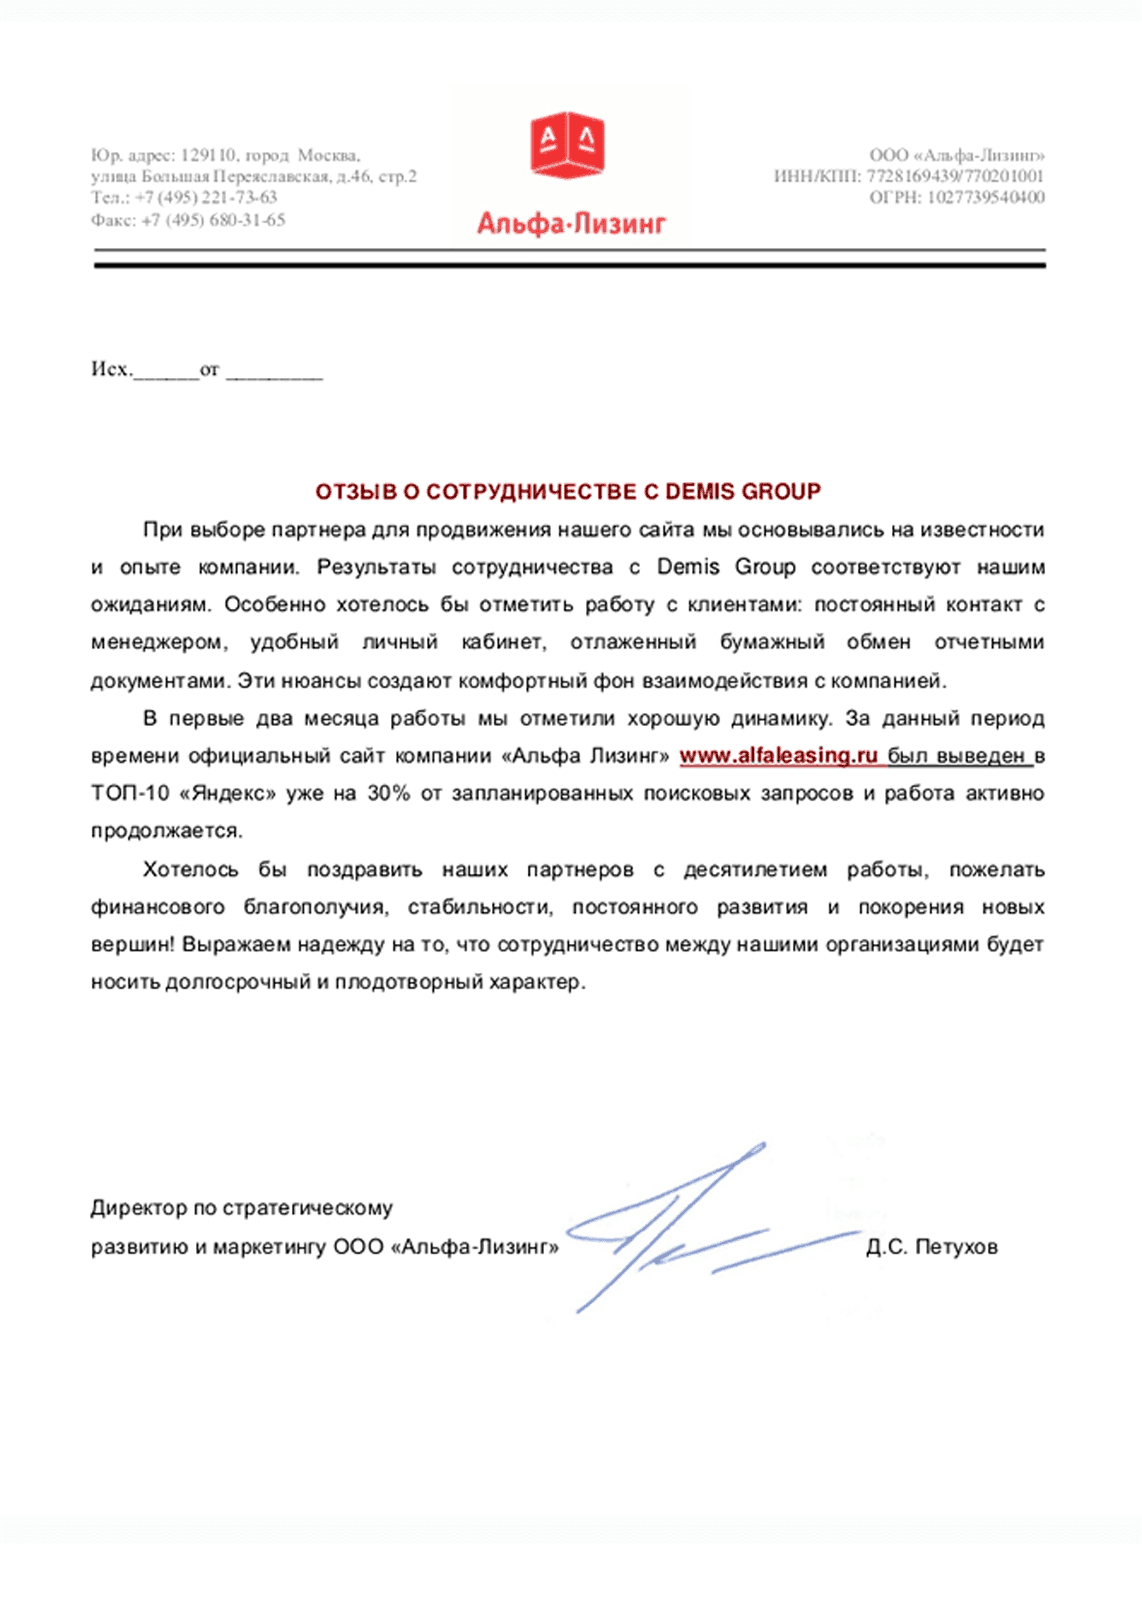 Юр. адрес: 129110, город Москва,
улица Большая Переяславская, д.46, стр.2
Тел.: +7 (495) 221-73-63
Факс: +7 (495) 680-31-65
А Л
Альфа·Лизинг
ООО «Альфа-Лизинг»
ИНН/КПП: 7728169439/770201001
ОГРН: 1027739540400
Исх.______от _________
ОТЗЫВ О СОТРУДНИЧЕСТВЕ С DEMIS GROUP
При выборе партнера для продвижения нашего сайта мы основывались на известности
и опыте компании. Результаты сотрудничества с Demis Group соответствуют нашим
ожиданиям. Особенно хотелось бы отметить работу с клиентами: постоянный контакт с
менеджером, удобный личный кабинет, отлаженный бумажный обмен отчетными
документами. Эти нюансы создают комфортный фон взаимодействия с компанией.
В первые два месяца работы мы отметили хорошую динамику. За данный период
времени официальный сайт компании «Альфа Лизинг» www.alfaleasing.ru был выведен в
ТОП-10 «Яндекс» уже на 30% от запланированных поисковых запросов и работа активно
продолжается.
Хотелось бы поздравить наших партнеров с десятилетием работы, пожелать
финансового благополучия, стабильности, постоянного развития и покорения новых
вершин! Выражаем надежду на то, что сотрудничество между нашими организациями будет
носить долгосрочный и плодотворный характер.
Директор по стратегическому
развитию и маркетингу ООО «Альфа-Лизинг»
Д.С. Петухов